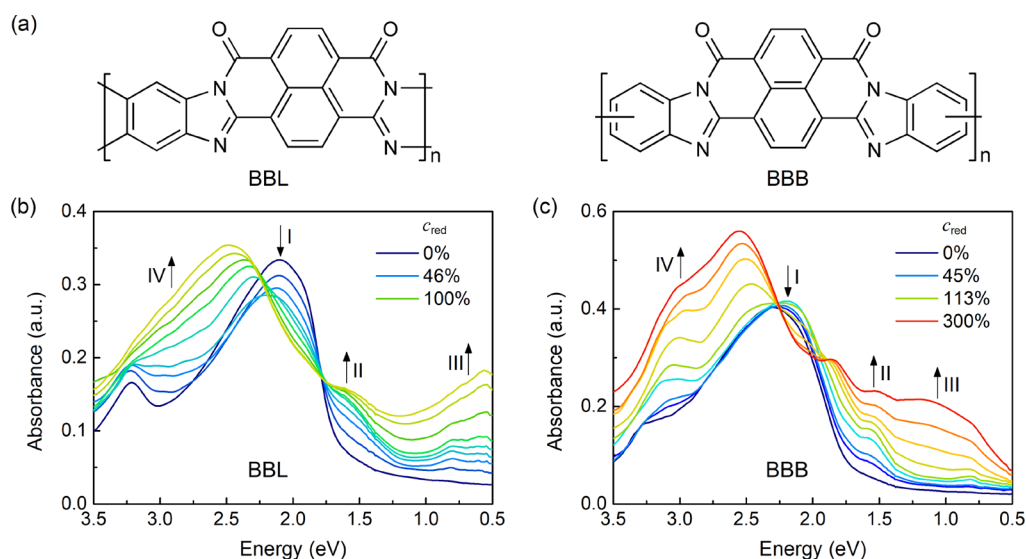 (a)
O O O O
N N N N
N N n N N n
BBL BBB
(b) (c)
0.4 0.6
0.3 0.4
0.2
0.1 0.2
0.0 0.0
Absorbance (a.u.) Absorbance (a.u.)
c_red c_red
0% 0%
46% 45%
100% 113%
300%
I II III IV
I II III IV
BBL BBB
3.5 3.0 2.5 2.0 1.5 1.0 0.5 3.5 3.0 2.5 2.0 1.5 1.0 0.5
Energy (eV) Energy (eV)